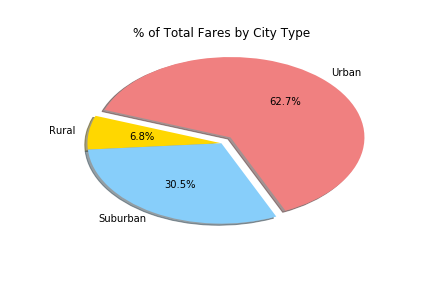 % of Total Fares by City Type
Urban
62.7%
Rural
6.8%
30.5%
Suburban